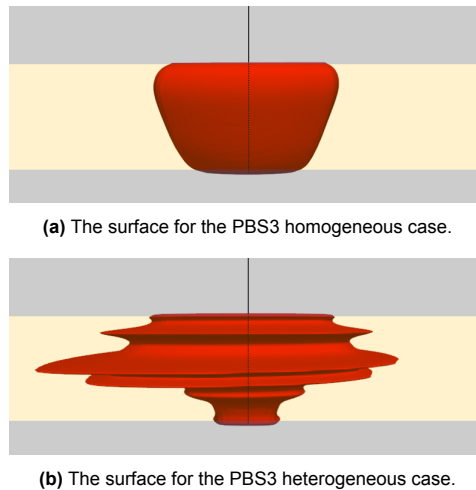 (a) The surface for the PBS3 homogeneous case.
(b) The surface for the PBS3 heterogeneous case.